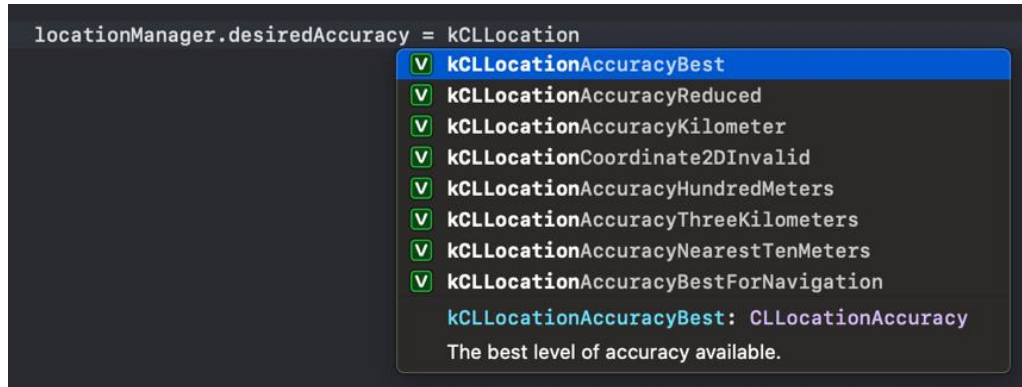 locationManager.desiredAccuracy = kCLLocation
V kCLLocationAccuracyBest
V kCLLocationAccuracyReduced
V kCLLocationAccuracyKilometer
V kCLLocationCoordinate2DInvalid
V kCLLocationAccuracyHundredMeters
V kCLLocationAccuracyThreeKilometers
V kCLLocationAccuracyNearestTenMeters
V kCLLocationAccuracyBestForNavigation
kCLLocationAccuracyBest: CLLocationAccuracy
The best level of accuracy available.